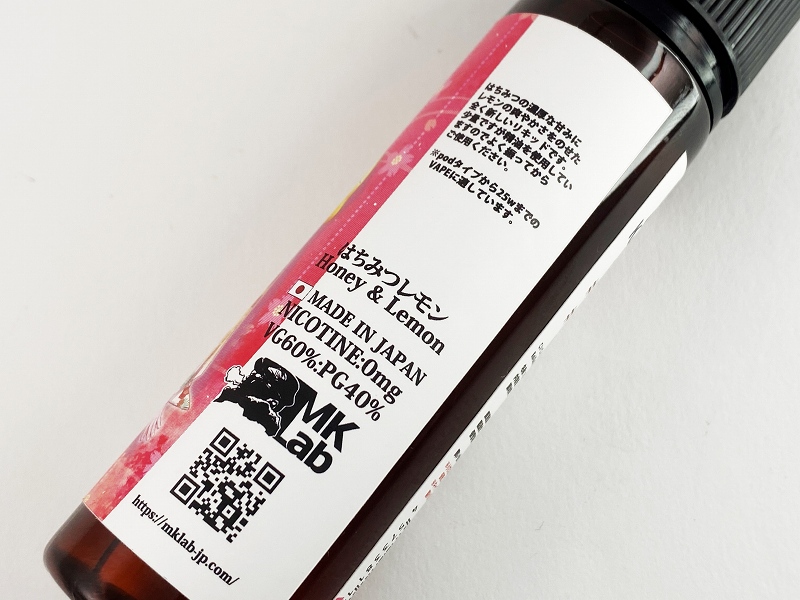 はちみつの濃厚な甘みに
レモンの爽やかさをのせた
全く新しいリキッドです。
少量ですが精油を使用してい
ますのでよく振ってから
ご使用ください。
※podタイプから25wまでの
VAPEに適しています。
はちみつレモン
Honey & Lemon
MADE IN JAPAN
NICOTINE:0mg
VG60%:PG40%
MK
Lab
https://mklab-jp.com/